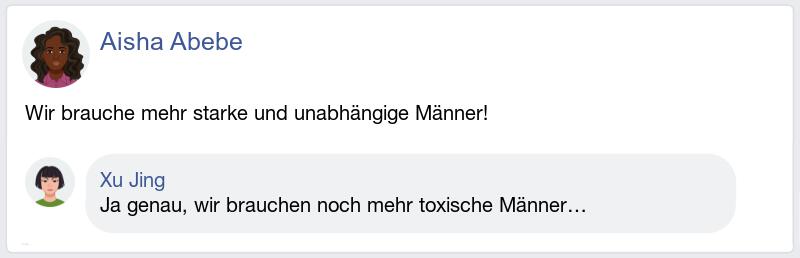 Aisha Abebe
Wir brauche mehr starke und unabhängige Männer!
Xu Jing
Ja genau, wir brauchen noch mehr toxische Männer...